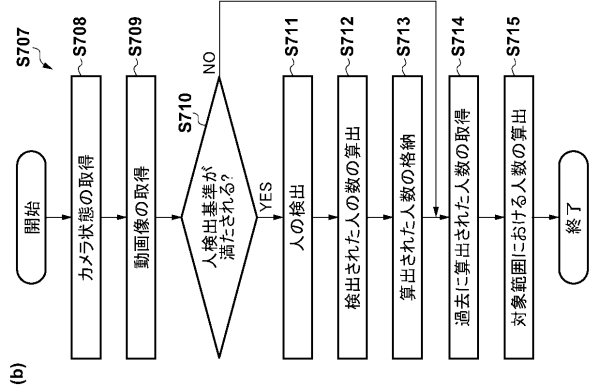 (b)
S707
開始
S708
カメラ状態の取得
S709
動画像の取得
S710
人検出基準が
満たされる?
NO
YES
S711
人の検出
S712
検出された人の数の算出
S713
算出された人数の格納
S714
過去に算出された人数の取得
S715
対象範囲における人数の算出
終了